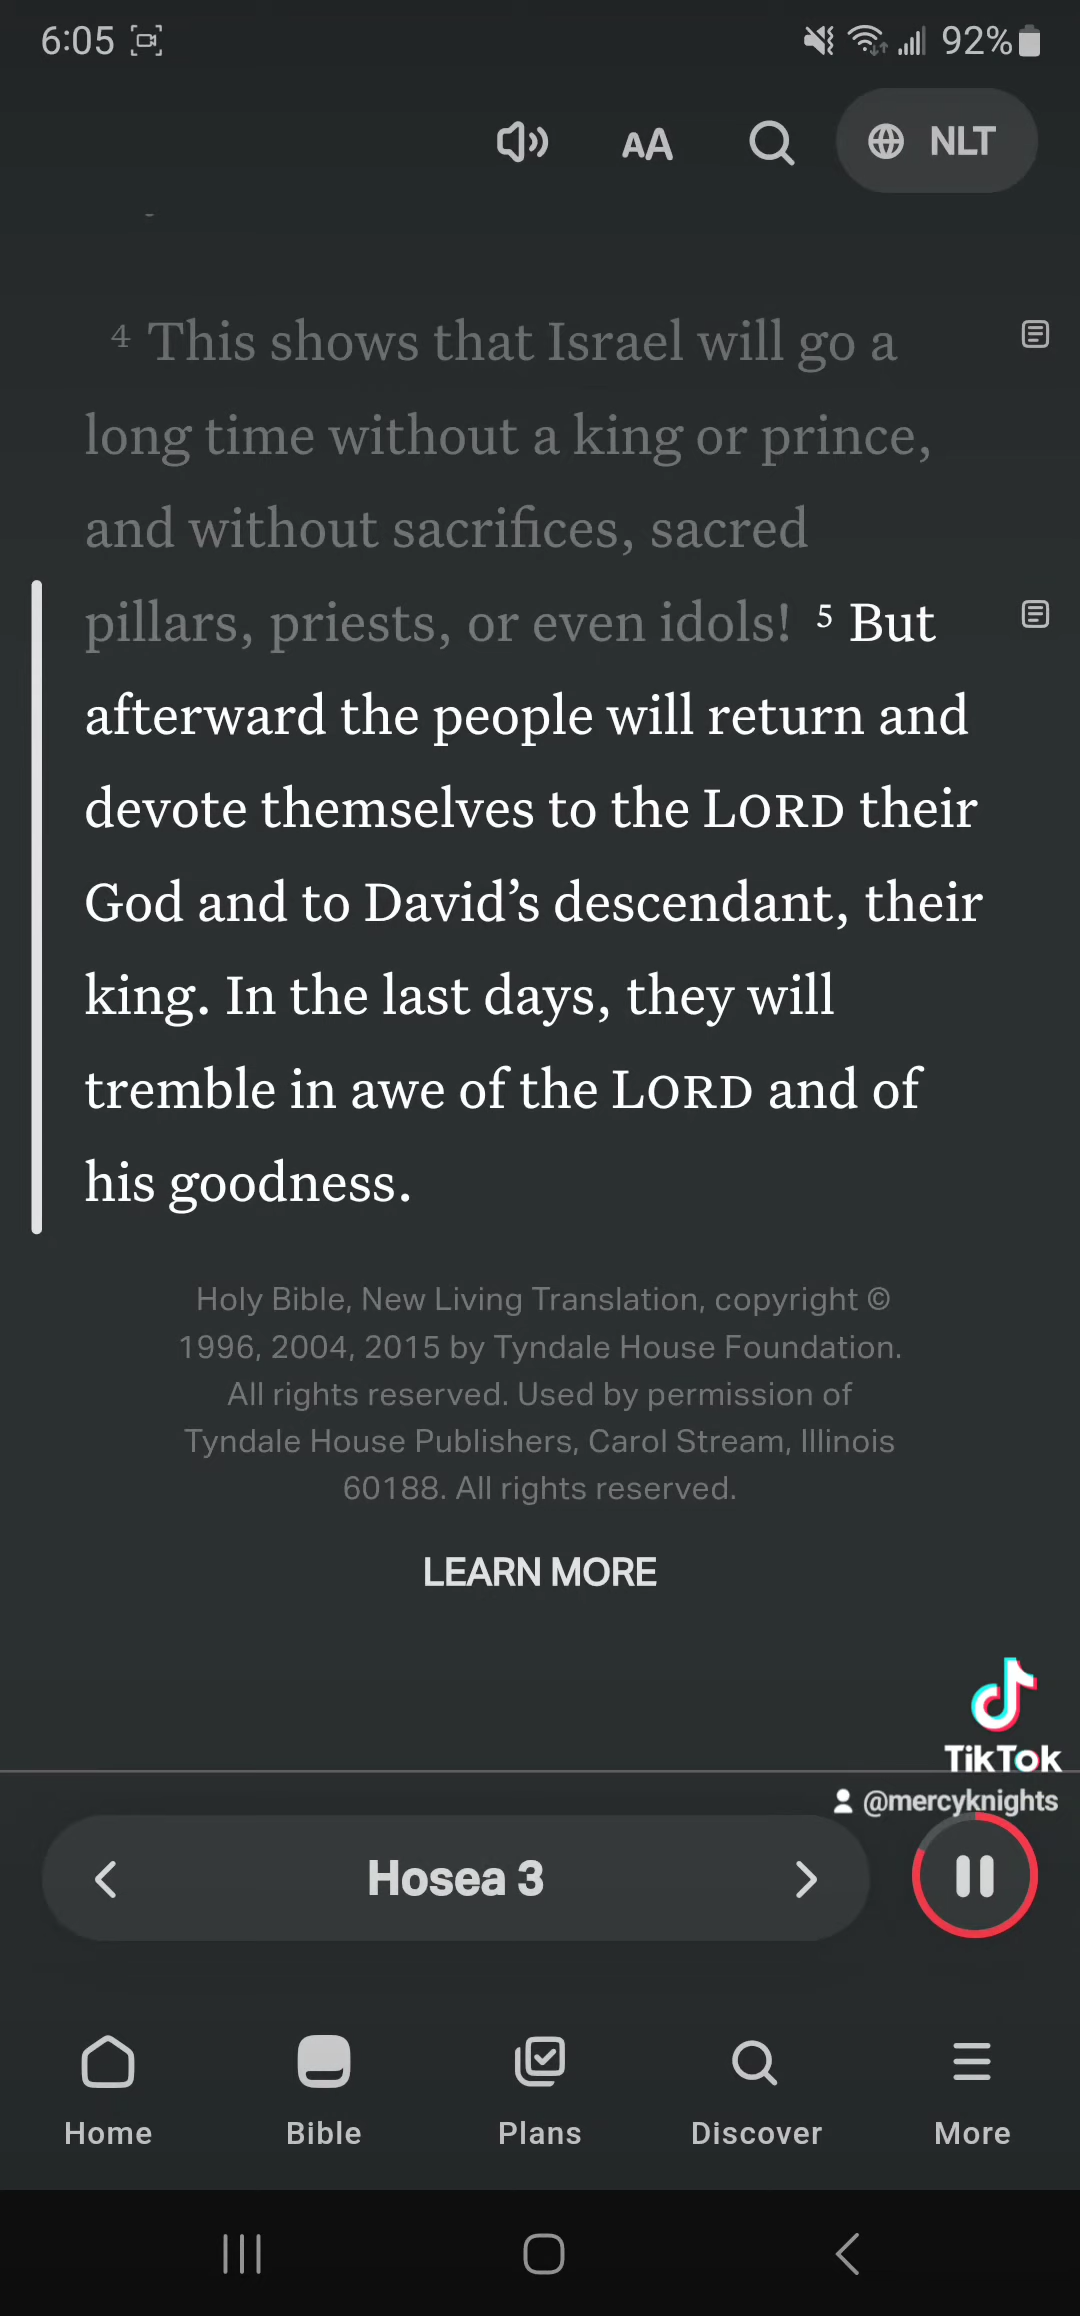 6:05
92%
AA
NLT
4 This shows that Israel will go a
long time without a king or prince,
and without sacrifices, sacred
pillars, priests, or even idols! 5 But
afterward the people will return and
devote themselves to the LORD their
God and to David’s descendant, their
king. In the last days, they will
tremble in awe of the LORD and of
his goodness.
Holy Bible, New Living Translation, copyright ©
1996, 2004, 2015 by Tyndale House Foundation.
All rights reserved. Used by permission of
Tyndale House Publishers, Carol Stream, Illinois
60188. All rights reserved.
LEARN MORE
TikTok
@mercyknights
Hosea 3
Home
Bible
Plans
Discover
More